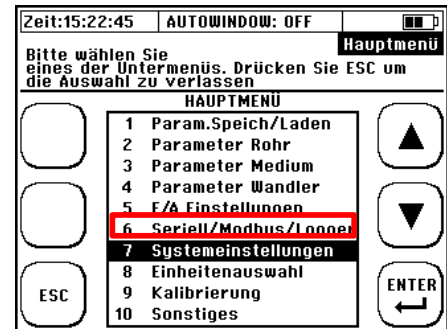 Zeit:15:22:45 AUTOWINDOW: OFF
Hauptmenü
Bitte wählen Sie
eines der Untermenüs. Drücken Sie ESC um
die Auswahl zu verlassen
HAUPTMENÜ
1 Param.Speich/Laden
2 Parameter Rohr
3 Parameter Medium
4 Parameter Wandler
5 E/A Einstellungen
6 Seriell/Modbus/Logger
7 Systemeinstellungen
8 Einheitenauswahl
9 Kalibrierung
10 Sonstiges
ESC
ENTER